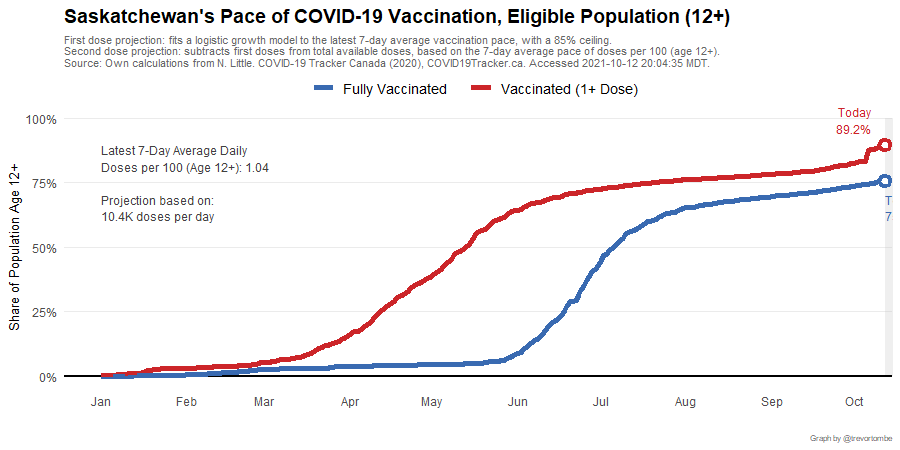 Saskatchewan's Pace of COVID-19 Vaccination, Eligible Population (12+)
First dose projection: fits a logistic growth model to the latest 7-day average vaccination pace, with a 85% ceiling.
Second dose projection: subtracts first doses from total available doses, based on the 7-day average pace of doses per 100 (age 12+).
Source: Own calculations from N. Little. COVID-19 Tracker Canada (2020), COVID19Tracker.ca. Accessed 2021-10-12 20:04:35 MDT.
Fully Vaccinated
Vaccinated (1+ Dose)
Share of Population Age 12+
100%
75%
50%
25%
0%
Latest 7-Day Average Daily
Doses per 100 (Age 12+): 1.04
Projection based on:
10.4K doses per day
Today
89.2%
T
7
Jan Feb Mar Apr May Jun Jul Aug Sep Oct
Graph by @trevortombe